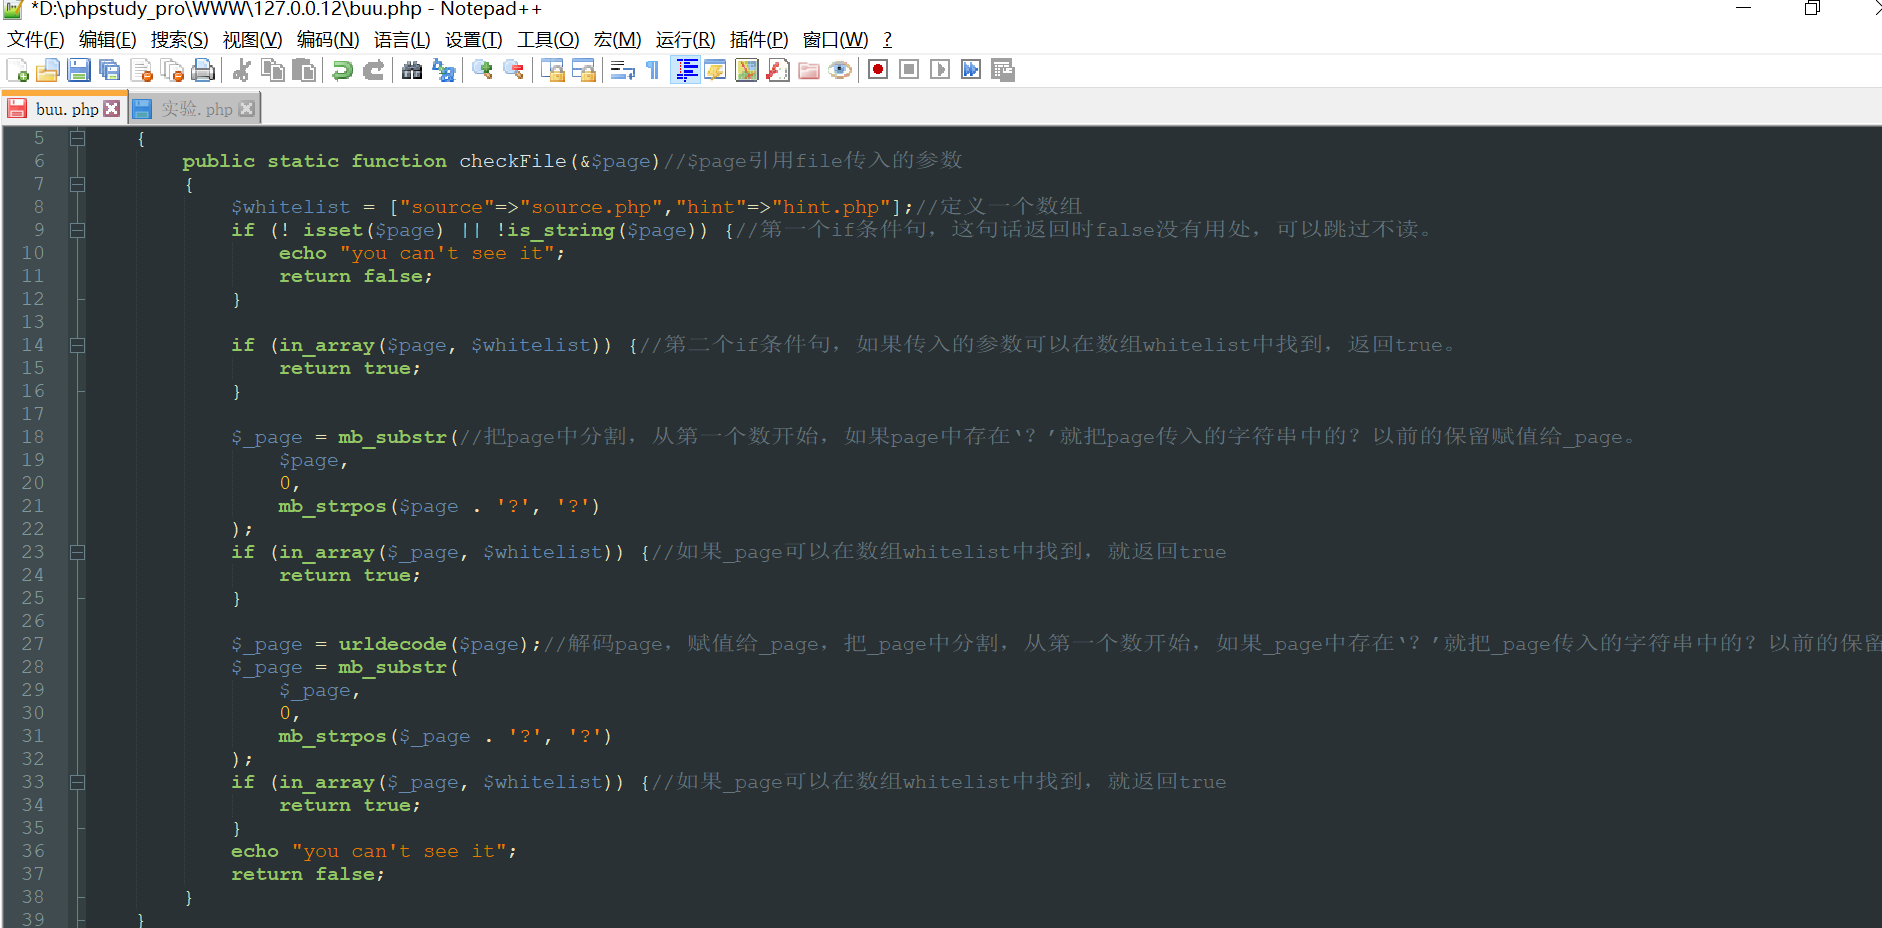 *D:\phpstudy_pro\WWW\127.0.0.12\buu.php - Notepad++
文件(F) 编辑(E) 搜索(S) 视图(V) 编码(N) 语言(L) 设置(T) 工具(O) 宏(M) 运行(R) 插件(P) 窗口(W) ?
buu.php 实验.php
5 {
6 public static function checkFile(&$page)//$page引用file传入的参数
7 {
8 $whitelist = ["source"=>"source.php","hint"=>"hint.php"];//定义一个数组
9 if (! isset($page) || !is_string($page)) {//第一个if条件句，这句话返回时false没有用处，可以跳过不读。
10 echo "you can't see it";
11 return false;
12 }
13
14 if (in_array($page, $whitelist)) {//第二个if条件句，如果传入的参数可以在数组whitelist中找到，返回true。
15 return true;
16 }
17
18 $_page = mb_substr(//把page中分割，从第一个数开始，如果page中存在‘？’就把page传入的字符串中的？以前的保留赋值给_page。
19 $page,
20 0,
21 mb_strpos($page . '?', '?')
22 );
23 if (in_array($_page, $whitelist)) {//如果_page可以在数组whitelist中找到，就返回true
24 return true;
25 }
26
27 $_page = urldecode($page);//解码page，赋值给_page，把_page中分割，从第一个数开始，如果_page中存在‘？’就把_page传入的字符串中的？以前的保留
28 $_page = mb_substr(
29 $_page,
30 0,
31 mb_strpos($_page . '?', '?')
32 );
33 if (in_array($_page, $whitelist)) {//如果_page可以在数组whitelist中找到，就返回true
34 return true;
35 }
36 echo "you can't see it";
37 return false;
38 }
39 }